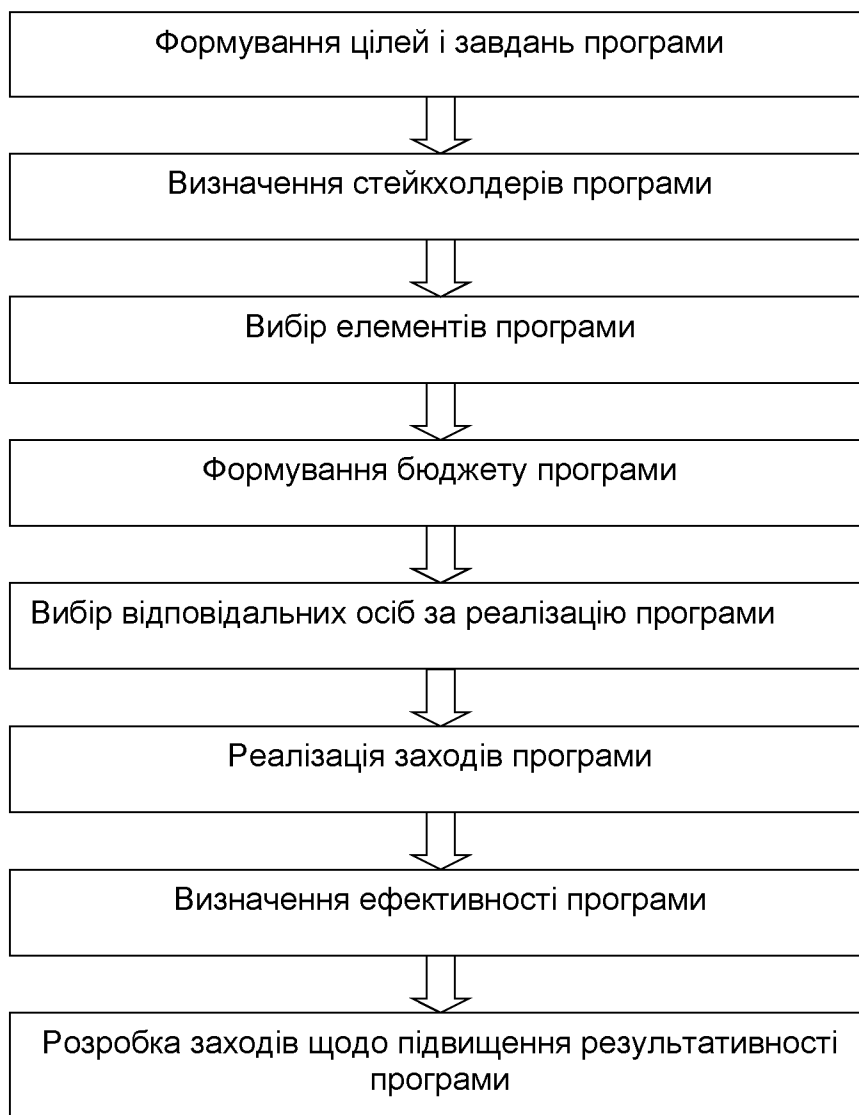 Формування цілей і завдань програми
Визначення стейкхолдерів програми
Вибір елементів програми
Формування бюджету програми
Вибір відповідальних осіб за реалізацію програми
Реалізація заходів програми
Визначення ефективності програми
Розробка заходів щодо підвищення результативності
програми